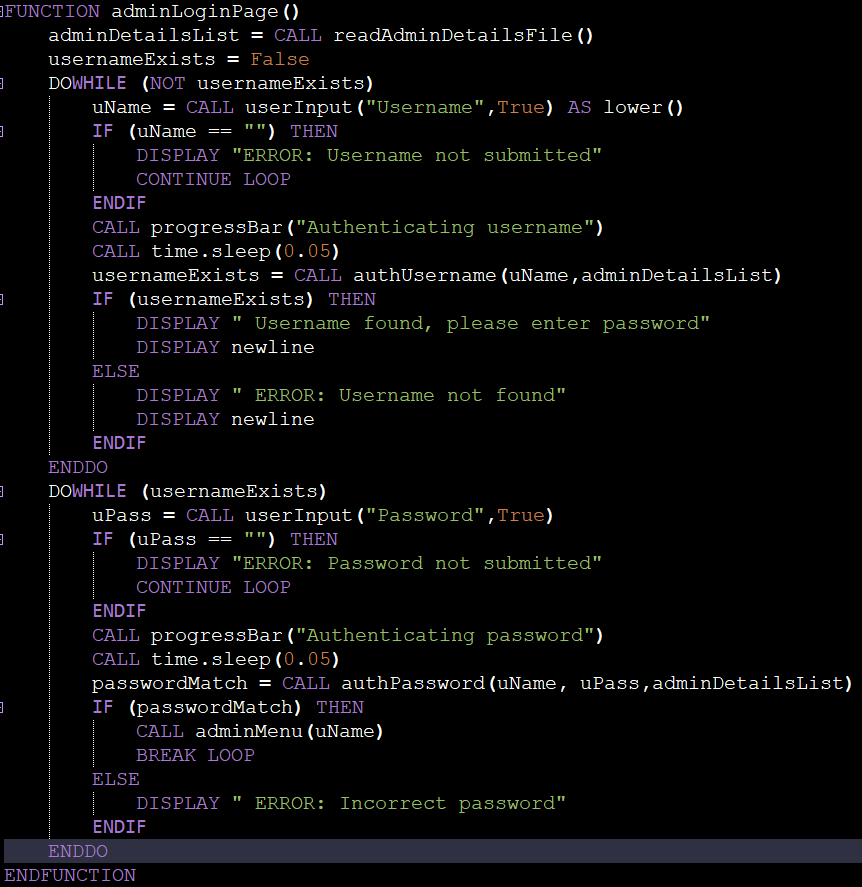 FUNCTION adminLoginPage()
    adminDetailsList = CALL readAdminDetailsFile()
    usernameExists = False
    DOWHILE (NOT usernameExists)
        uName = CALL userInput("Username",True) AS lower()
        IF (uName == "") THEN
            DISPLAY "ERROR: Username not submitted"
            CONTINUE LOOP
        ENDIF
        CALL progressBar("Authenticating username")
        CALL time.sleep(0.05)
        usernameExists = CALL authUsername(uName,adminDetailsList)
        IF (usernameExists) THEN
            DISPLAY " Username found, please enter password"
            DISPLAY newline
        ELSE
            DISPLAY " ERROR: Username not found"
            DISPLAY newline
        ENDIF
    ENDDO
    DOWHILE (usernameExists)
        uPass = CALL userInput("Password",True)
        IF (uPass == "") THEN
            DISPLAY "ERROR: Password not submitted"
            CONTINUE LOOP
        ENDIF
        CALL progressBar("Authenticating password")
        CALL time.sleep(0.05)
        passwordMatch = CALL authPassword(uName, uPass,adminDetailsList)
        IF (passwordMatch) THEN
            CALL adminMenu(uName)
            BREAK LOOP
        ELSE
            DISPLAY " ERROR: Incorrect password"
        ENDIF
    ENDDO
ENDFUNCTION